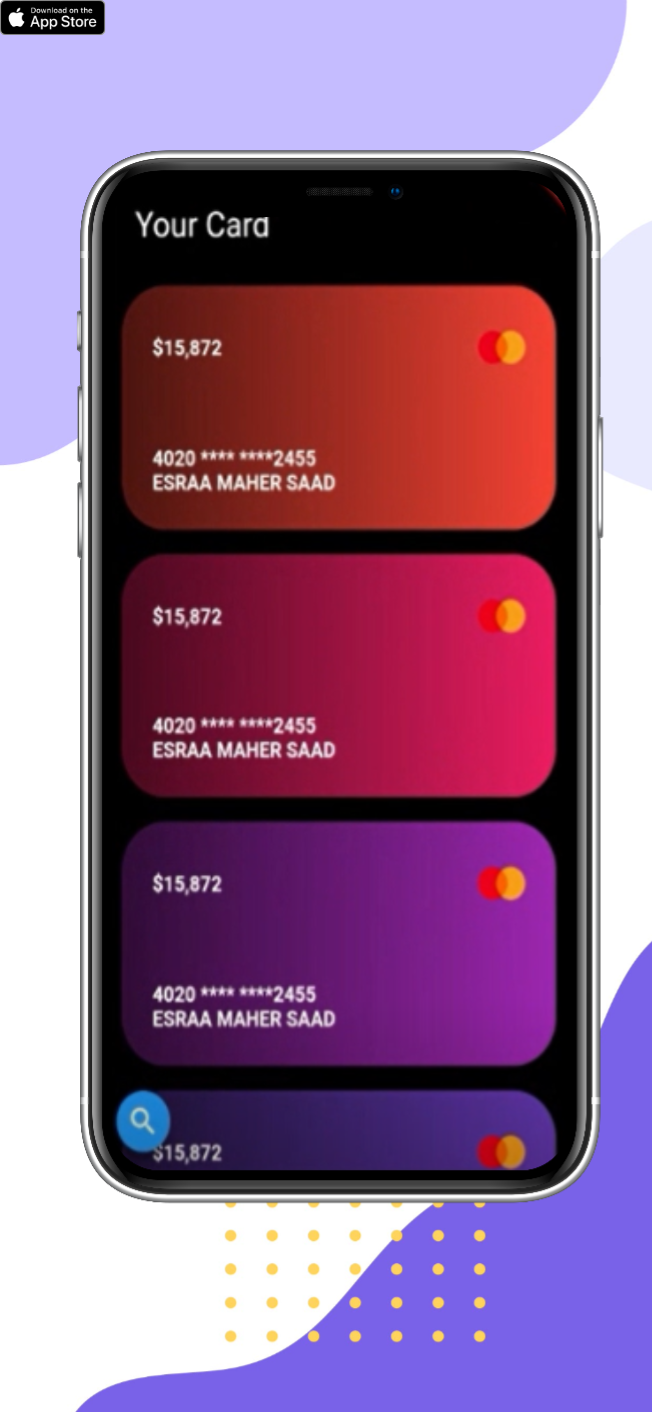 Download on the
App Store
Your Card
$15,872
4020 **** ****2455
ESRAA MAHER SAAD
$15,872
4020 **** ****2455
ESRAA MAHER SAAD
$15,872
4020 **** ****2455
ESRAA MAHER SAAD
$15,872